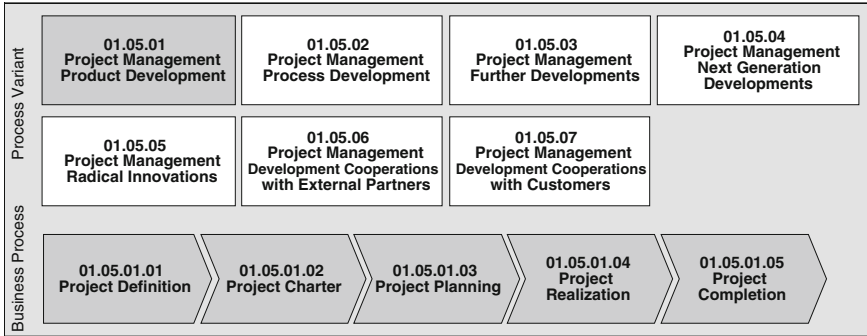 Process Variant
01.05.01
Project Management
Product Development
01.05.02
Project Management
Process Development
01.05.03
Project Management
Further Developments
01.05.04
Project Management
Next Generation
Developments
01.05.05
Project Management
Radical Innovations
01.05.06
Project Management
Development Cooperations
with External Partners
01.05.07
Project Management
Development Cooperations
with Customers
Business Process
01.05.01.01
Project Definition
01.05.01.02
Project Charter
01.05.01.03
Project Planning
01.05.01.04
Project
Realization
01.05.01.05
Project
Completion